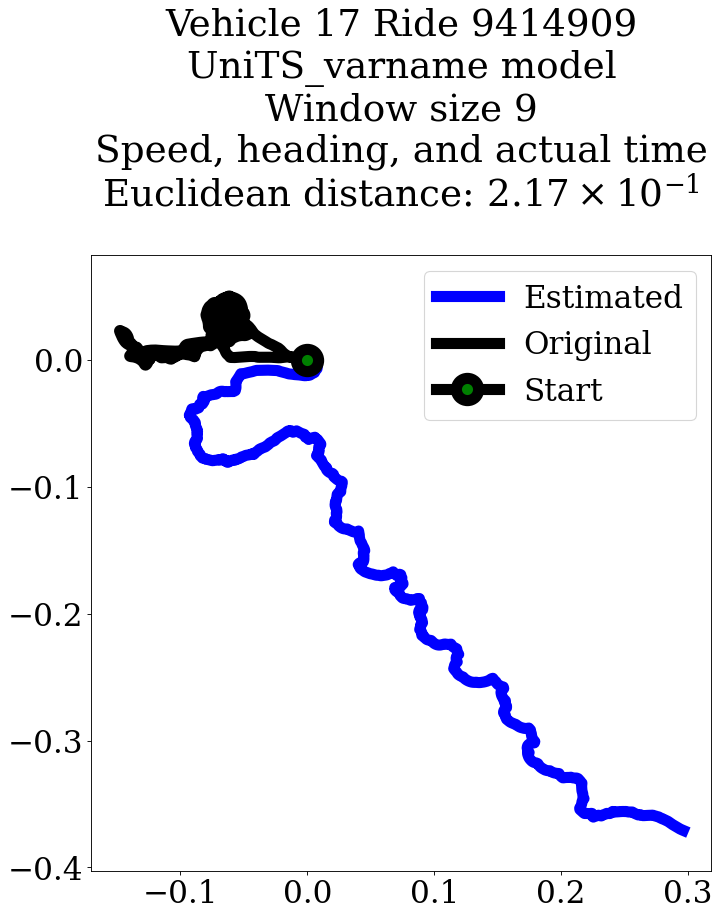 Vehicle 17 Ride 9414909
UniTS_varname model
Window size 9
Speed, heading, and actual time
Euclidean distance: 2.17 × 10⁻¹
Estimated
Original
Start
0.0
−0.1
−0.2
−0.3
−0.4
−0.1 0.0 0.1 0.2 0.3